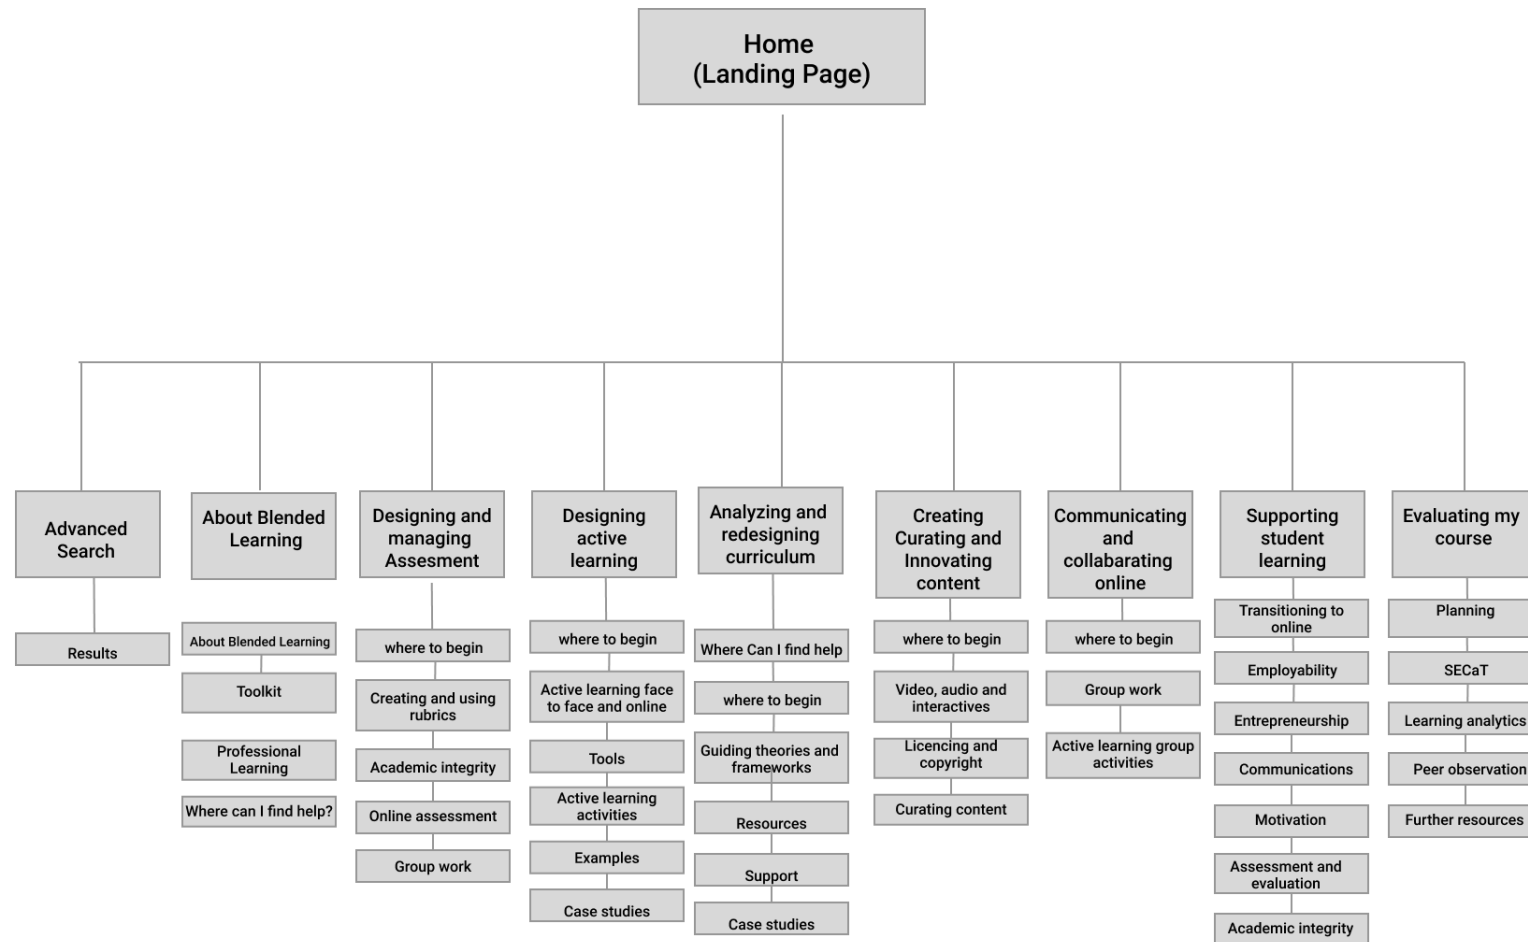 Home
(Landing Page)
Advanced
Search
Results
About Blended
Learning
About Blended Learning
Toolkit
Professional
Learning
Where can I find help?
Designing and
managing
Assesment
where to begin
Creating and using
rubrics
Academic integrity
Online assessment
Group work
Designing
active
learning
where to begin
Active learning face
to face and online
Tools
Active learning
activities
Examples
Case studies
Analyzing and
redesigning
curriculum
Where Can I find help
where to begin
Guiding theories and
frameworks
Resources
Support
Case studies
Creating
Curating and
Innovating
content
where to begin
Video, audio and
interactives
Licencing and
copyright
Curating content
Communicating
and
collabarating
online
where to begin
Group work
Active learning group
activities
Supporting
student
learning
Transitioning to
online
Employability
Entrepreneurship
Communications
Motivation
Assessment and
evaluation
Academic integrity
Evaluating my
course
Planning
SECaT
Learning analytics
Peer observation
Further resources